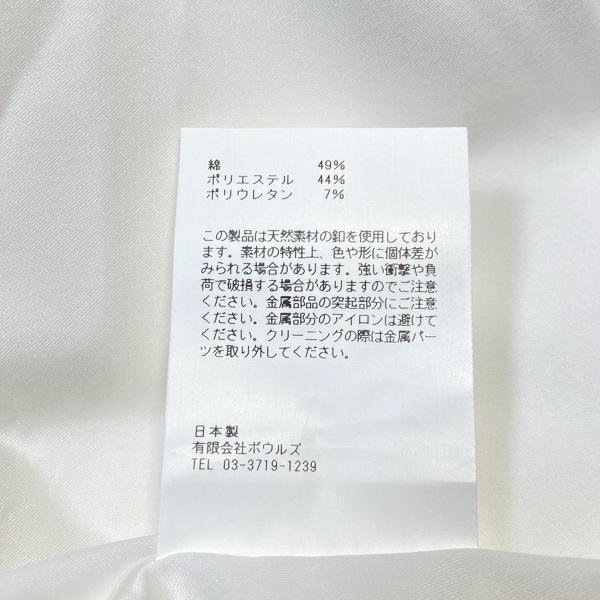 綿 49%
ポリエステル 44%
ポリウレタン 7%
この製品は天然素材の釦を使用しており
ます。素材の特性上、色や形に個体差が
みられる場合があります。強い衝撃や負
荷で破損する場合がありますのでご注意
ください。金属部品の突起部分にご注意
ください。金属部分のアイロンは避けて
ください。クリーニングの際は金属パー
ツを取り外してください。
日本製
有限会社ボウルズ
TEL 03-3719-1239